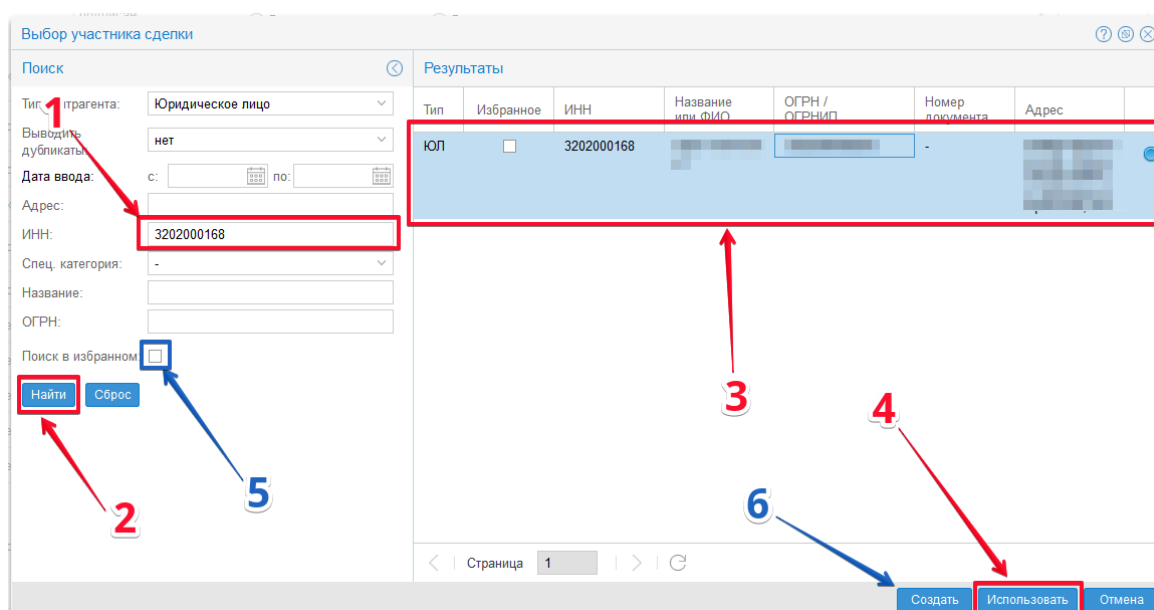 Выбор участника сделки
Поиск
Результаты
Тип контрагента: Юридическое лицо
1
Выводить дубликаты: нет
Дата ввода: с: по:
Адрес:
ИНН: 3202000168
Спец. категория: -
Название:
ОГРН:
Поиск в избранном:
Найти Сброс
2
5
Тип Избранное ИНН Название или ФИО ОГРН / ОГРНИП Номер документа Адрес
ЮЛ 3202000168 -
3
4
6
Страница 1
Создать Использовать Отмена